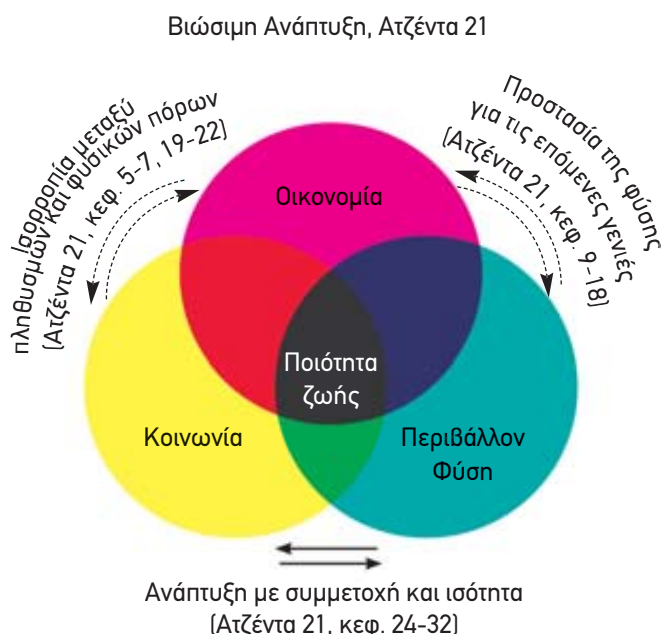 Βιώσιμη Ανάπτυξη, Ατζέντα 21
Ισορροπία μεταξύ
πληθυσμών και φυσικών πόρων
(Ατζέντα 21, κεφ. 5-7, 19-22)
Προστασία της φύσης
για τις επόμενες γενιές
(Ατζέντα 21, κεφ. 9-18)
Οικονομία
Ποιότητα
ζωής
Κοινωνία
Περιβάλλον
Φύση
Ανάπτυξη με συμμετοχή και ισότητα
(Ατζέντα 21, κεφ. 24-32)